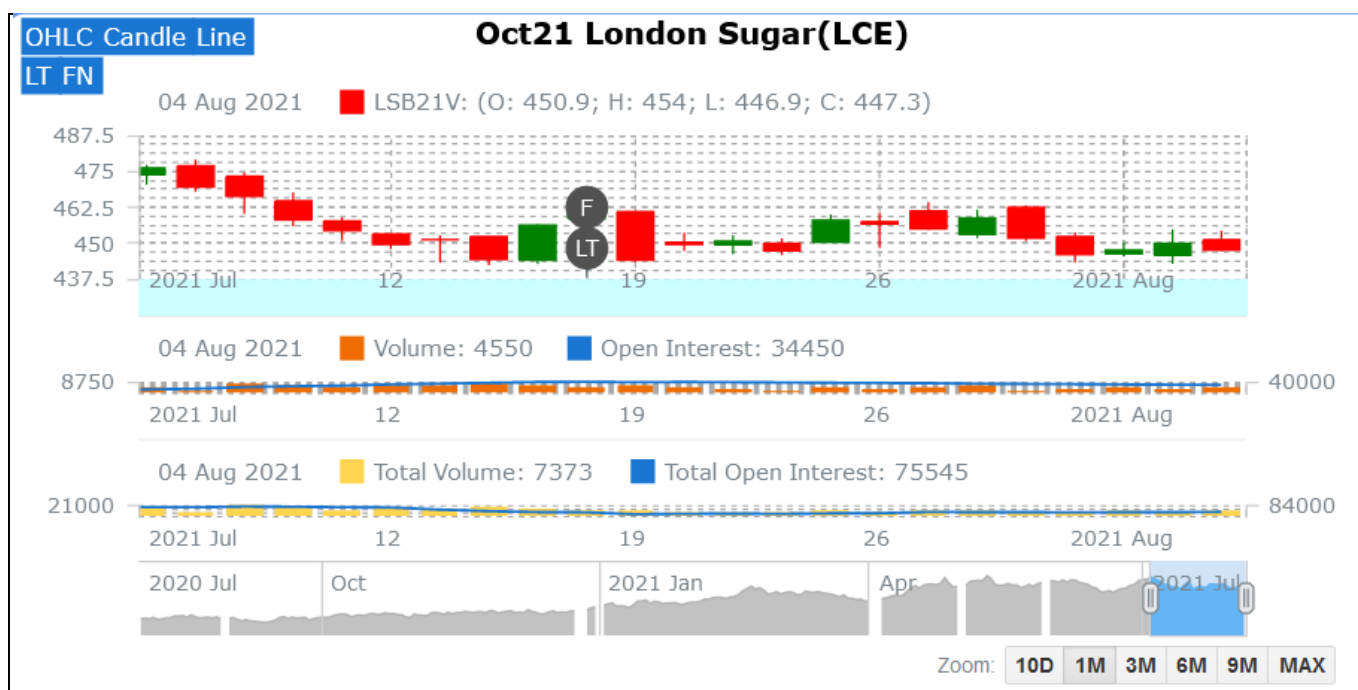 OHLC Candle Line
Oct21 London Sugar(LCE)
LT FN
04 Aug 2021 LSB21V: (O: 450.9; H: 454; L: 446.9; C: 447.3)
487.5
475
462.5
450
437.5
F
LT
2021 Jul 12 19 26 2021 Aug
04 Aug 2021 Volume: 4550 Open Interest: 34450
8750 40000
2021 Jul 12 19 26 2021 Aug
04 Aug 2021 Total Volume: 7373 Total Open Interest: 75545
21000 84000
2021 Jul 12 19 26 2021 Aug
2020 Jul Oct 2021 Jan Apr 2021 Jul
Zoom: 10D 1M 3M 6M 9M MAX